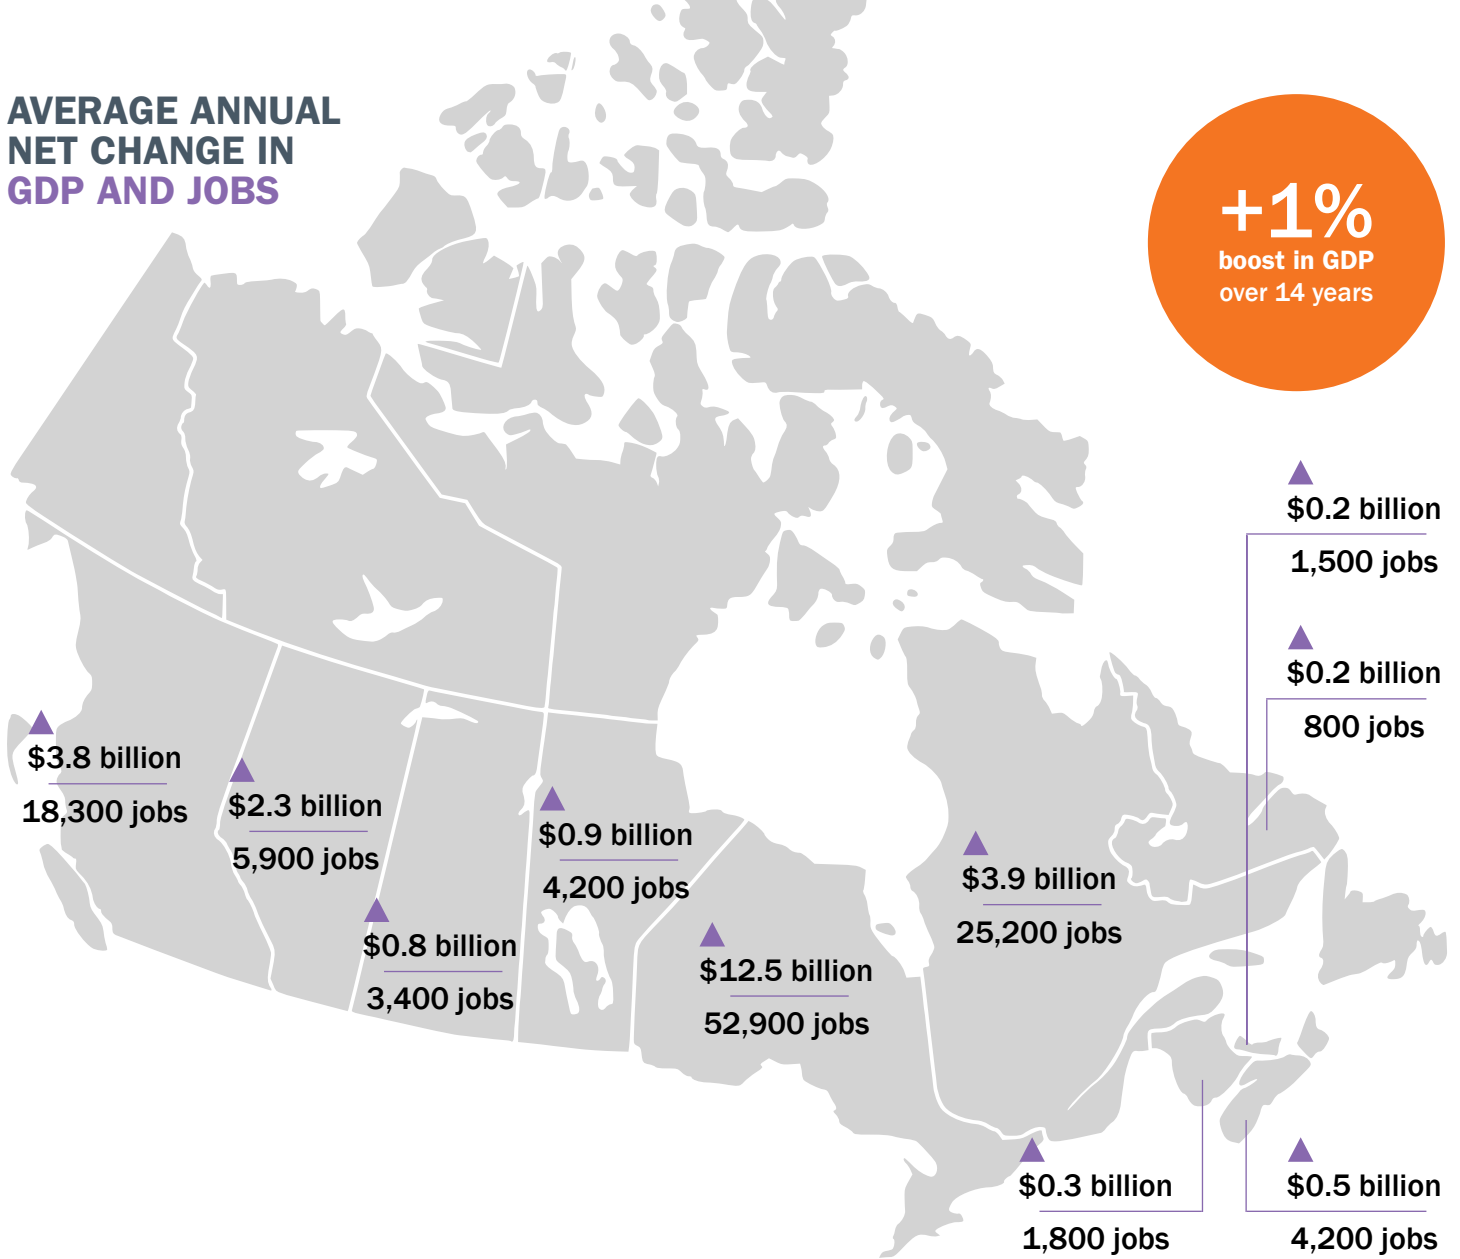 AVERAGE ANNUAL
NET CHANGE IN
GDP AND JOBS
+1%
boost in GDP
over 14 years
$0.2 billion
1,500 jobs
$0.2 billion
800 jobs
$3.8 billion
18,300 jobs
$2.3 billion
5,900 jobs
$0.9 billion
4,200 jobs
$3.9 billion
25,200 jobs
$0.8 billion
3,400 jobs
$12.5 billion
52,900 jobs
$0.3 billion
1,800 jobs
$0.5 billion
4,200 jobs